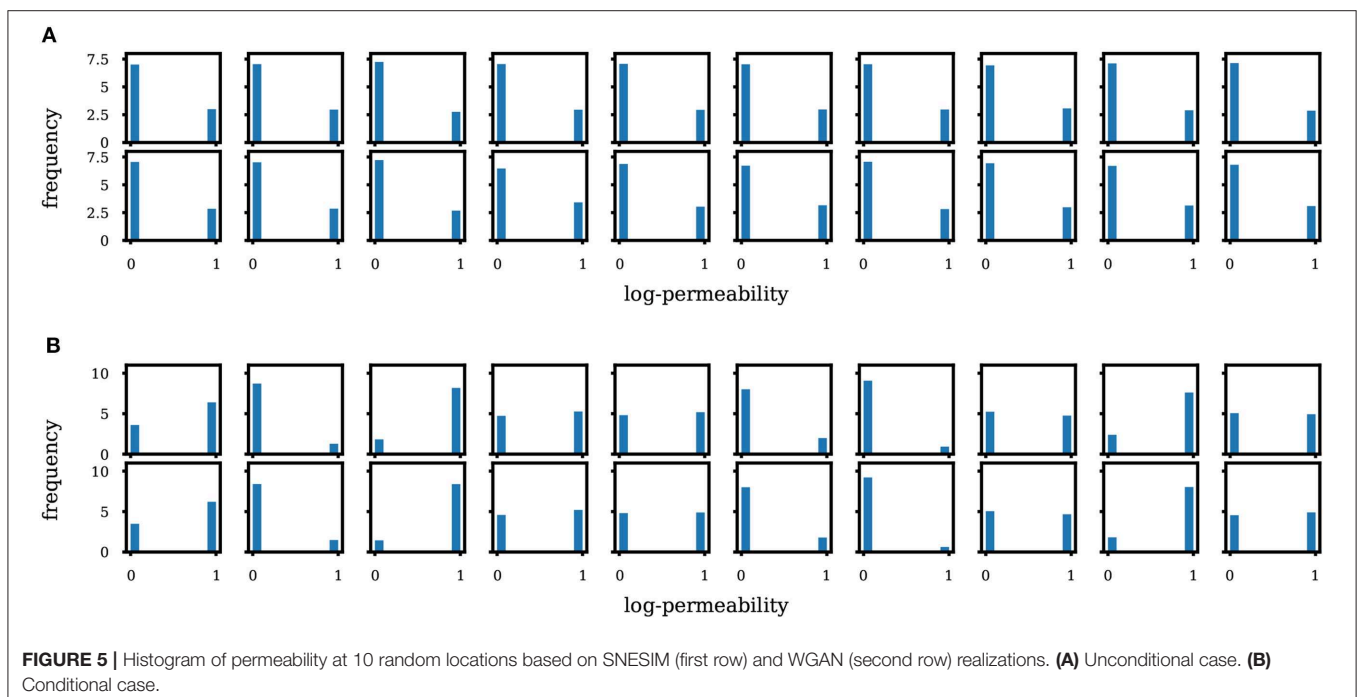 A
7.5
5
2.5
0
7.5
5
2.5
0
frequency
0 1 0 1 0 1 0 1 0 1 0 1 0 1 0 1 0 1 0 1
log-permeability
B
10
5
0
10
5
0
frequency
0 1 0 1 0 1 0 1 0 1 0 1 0 1 0 1 0 1 0 1
log-permeability
FIGURE 5 | Histogram of permeability at 10 random locations based on SNESIM (first row) and WGAN (second row) realizations. (A) Unconditional case. (B)
Conditional case.